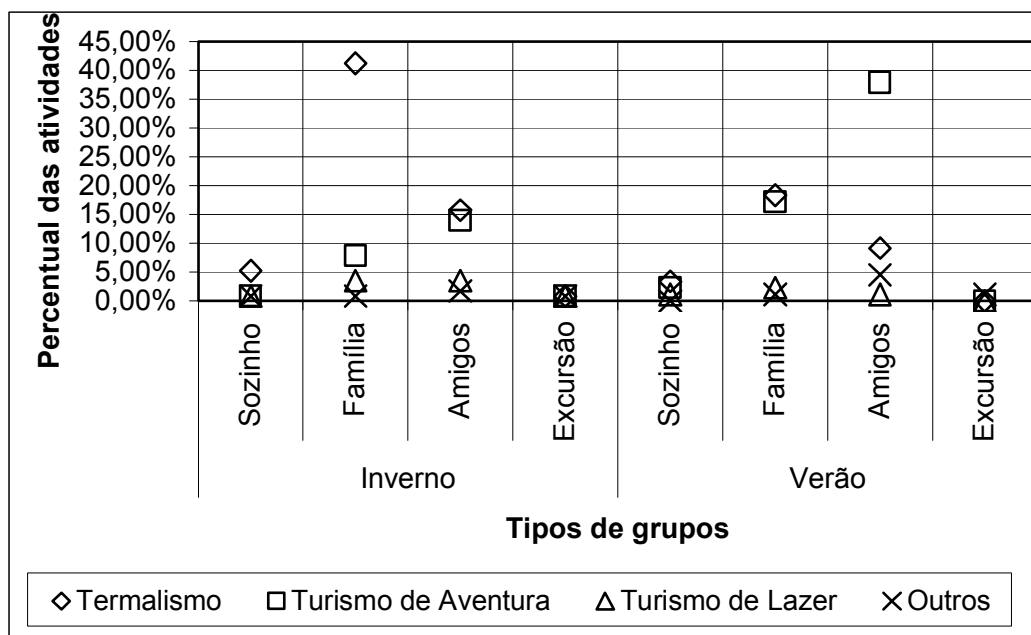 Percentual das atividades
45,00%
40,00%
35,00%
30,00%
25,00%
20,00%
15,00%
10,00%
5,00%
0,00%
Sozinho
Família
Amigos
Excursão
Sozinho
Família
Amigos
Excursão
Inverno
Verão
Tipos de grupos
Termalismo
Turismo de Aventura
Turismo de Lazer
Outros